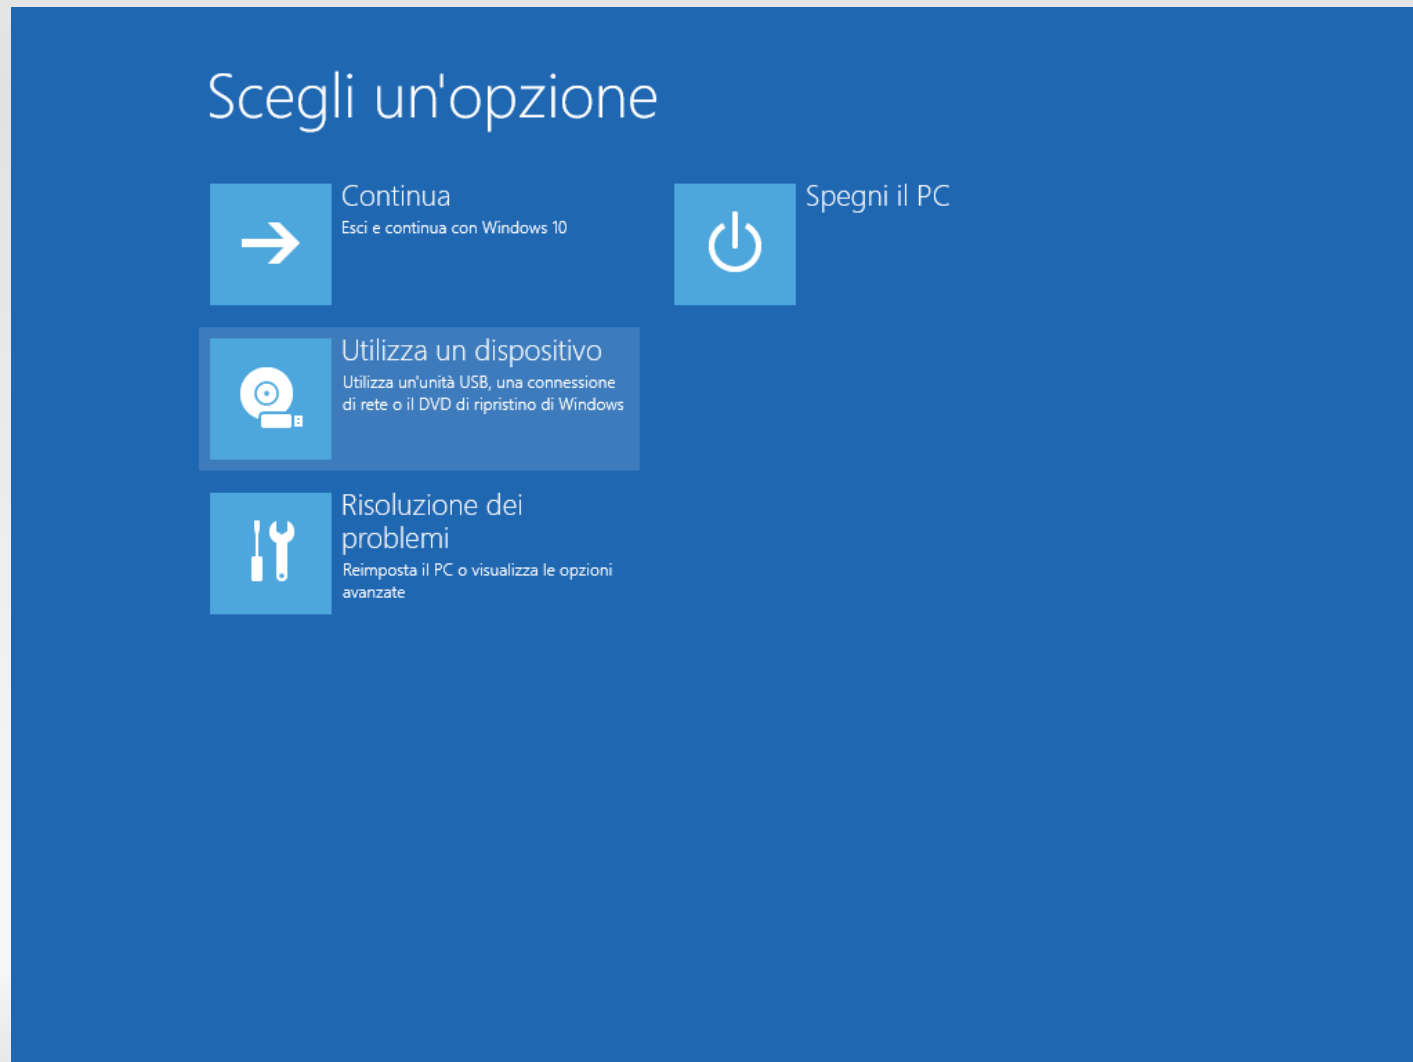 Scegli un'opzione
Continua
Esci e continua con Windows 10
Spegni il PC
Utilizza un dispositivo
Utilizza un'unità USB, una connessione
di rete o il DVD di ripristino di Windows
Risoluzione dei
problemi
Reimposta il PC o visualizza le opzioni
avanzate